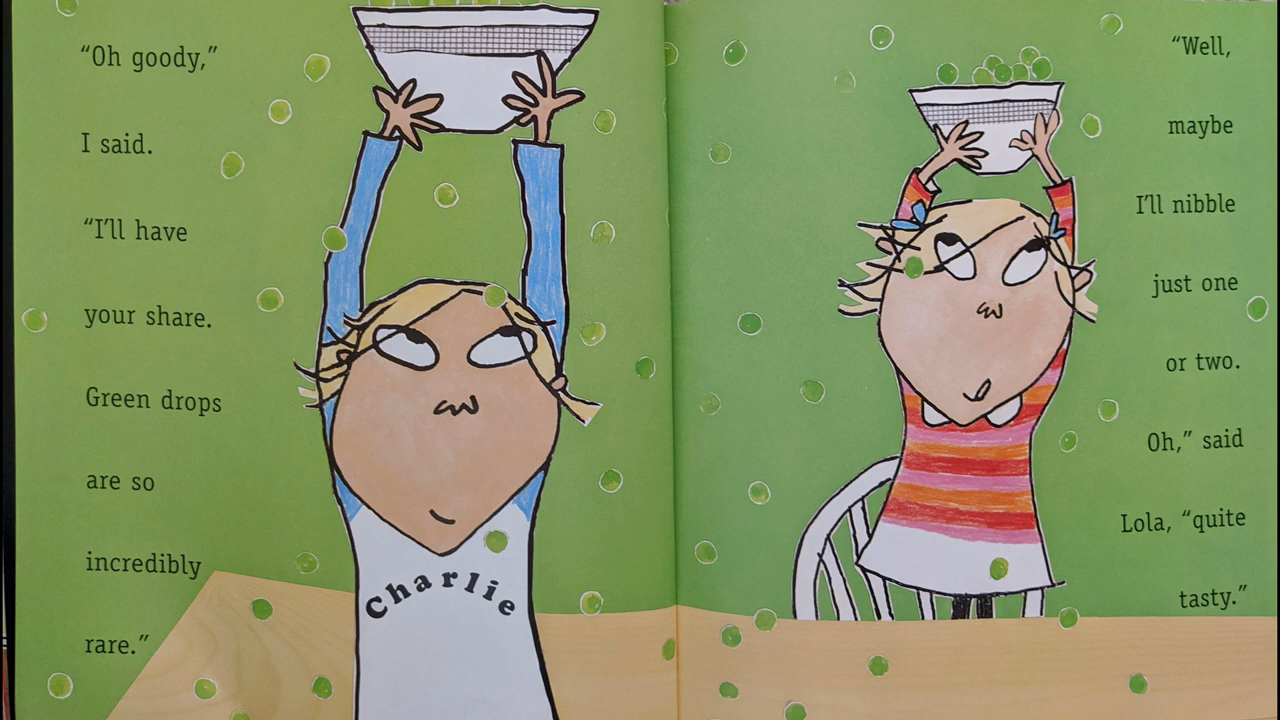 “Oh goody,”
I said.
“I’ll have
your share.
Green drops
are so
incredibly
rare.”
Charlie
“Well,
maybe
I’ll nibble
just one
or two.
Oh,” said
Lola, “quite
tasty.”